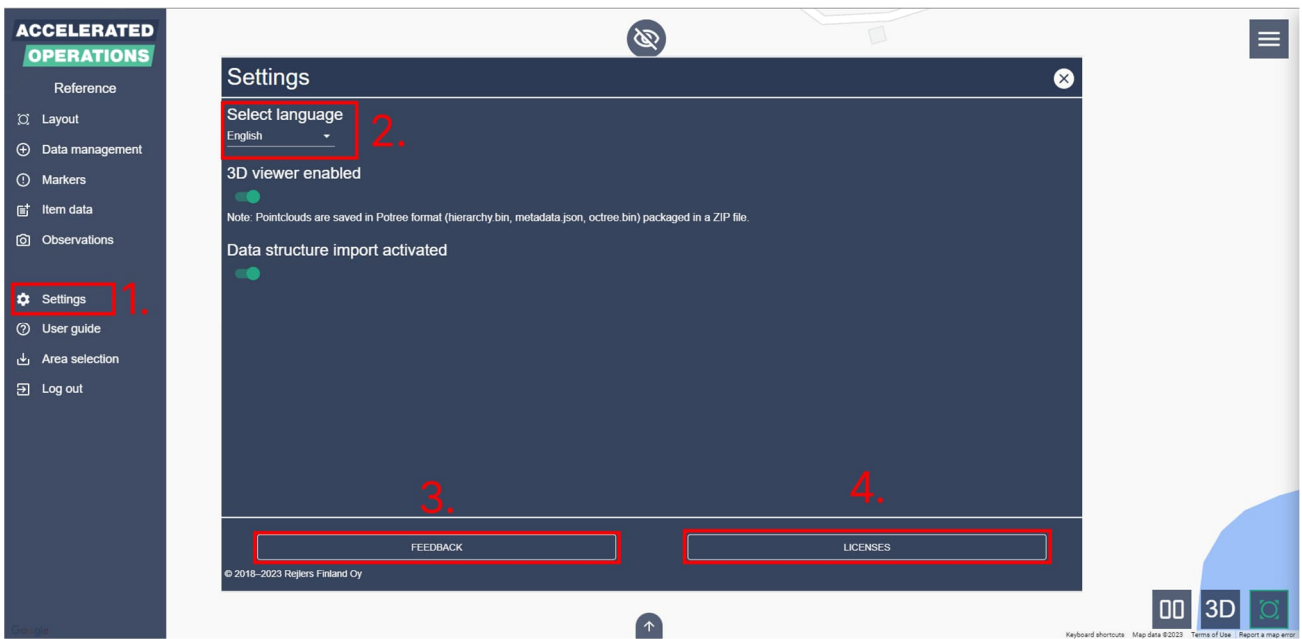 ACCELERATED
OPERATIONS
Reference
Layout
Data management
Markers
Item data
Observations
Settings
1.
User guide
Area selection
Log out
Settings
Select language
English
2.
3D viewer enabled
Note: Pointclouds are saved in Potree format (hierarchy.bin, metadata.json, octree.bin) packaged in a ZIP file.
Data structure import activated
3.
4.
FEEDBACK
LICENSES
© 2018–2023 Rejlers Finland Oy
3D
Google
Keyboard shortcuts Map data ©2023 Terms of Use Report a map error